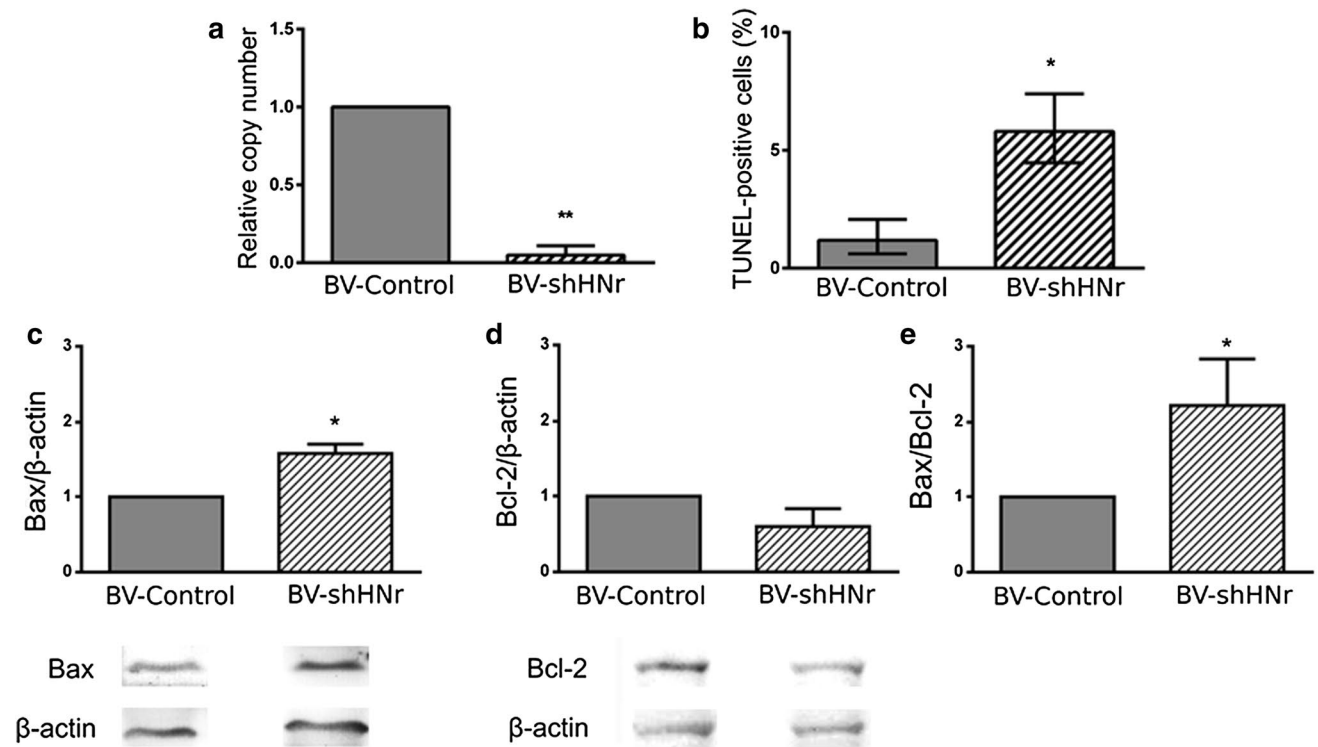 a
Relative copy number
1.5
1.0
0.5
0.0
**
BV-Control
BV-shHNr
b
TUNEL-positive cells (%)
10
5
0
*
BV-Control
BV-shHNr
c
Bax/β-actin
3
2
1
0
*
BV-Control
BV-shHNr
Bax
β-actin
d
Bcl-2/β-actin
3
2
1
0
BV-Control
BV-shHNr
Bcl-2
β-actin
e
Bax/Bcl-2
3
2
1
0
*
BV-Control
BV-shHNr